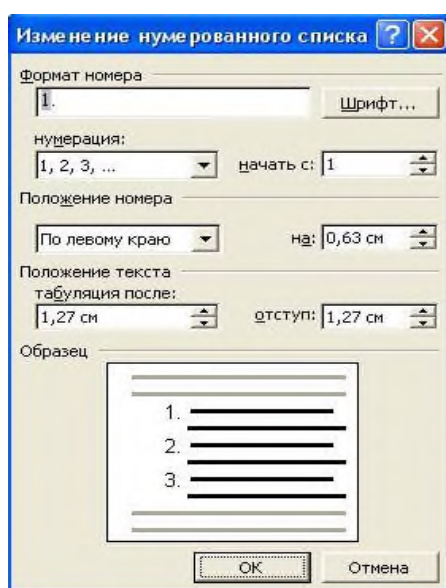 Изменение нумерованного списка
Формат номера
1.
Шрифт...
нумерация:
1, 2, 3, ...
начать с: 1
Положение номера
По левому краю
на: 0,63 см
Положение текста
табуляция после:
1,27 см
отступ: 1,27 см
Образец
1.
2.
3.
ОК
Отмена